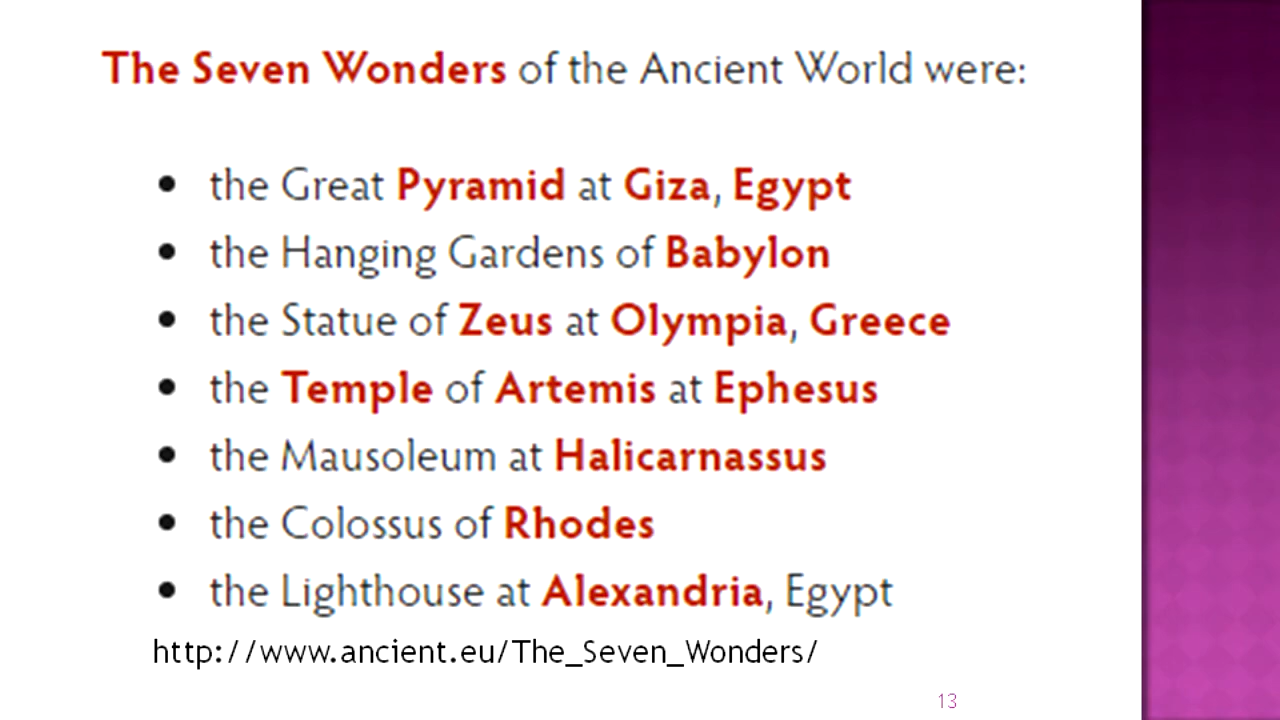 The Seven Wonders of the Ancient World were:
• the Great Pyramid at Giza, Egypt
• the Hanging Gardens of Babylon
• the Statue of Zeus at Olympia, Greece
• the Temple of Artemis at Ephesus
• the Mausoleum at Halicarnassus
• the Colossus of Rhodes
• the Lighthouse at Alexandria, Egypt
http://www.ancient.eu/The_Seven_Wonders/
13